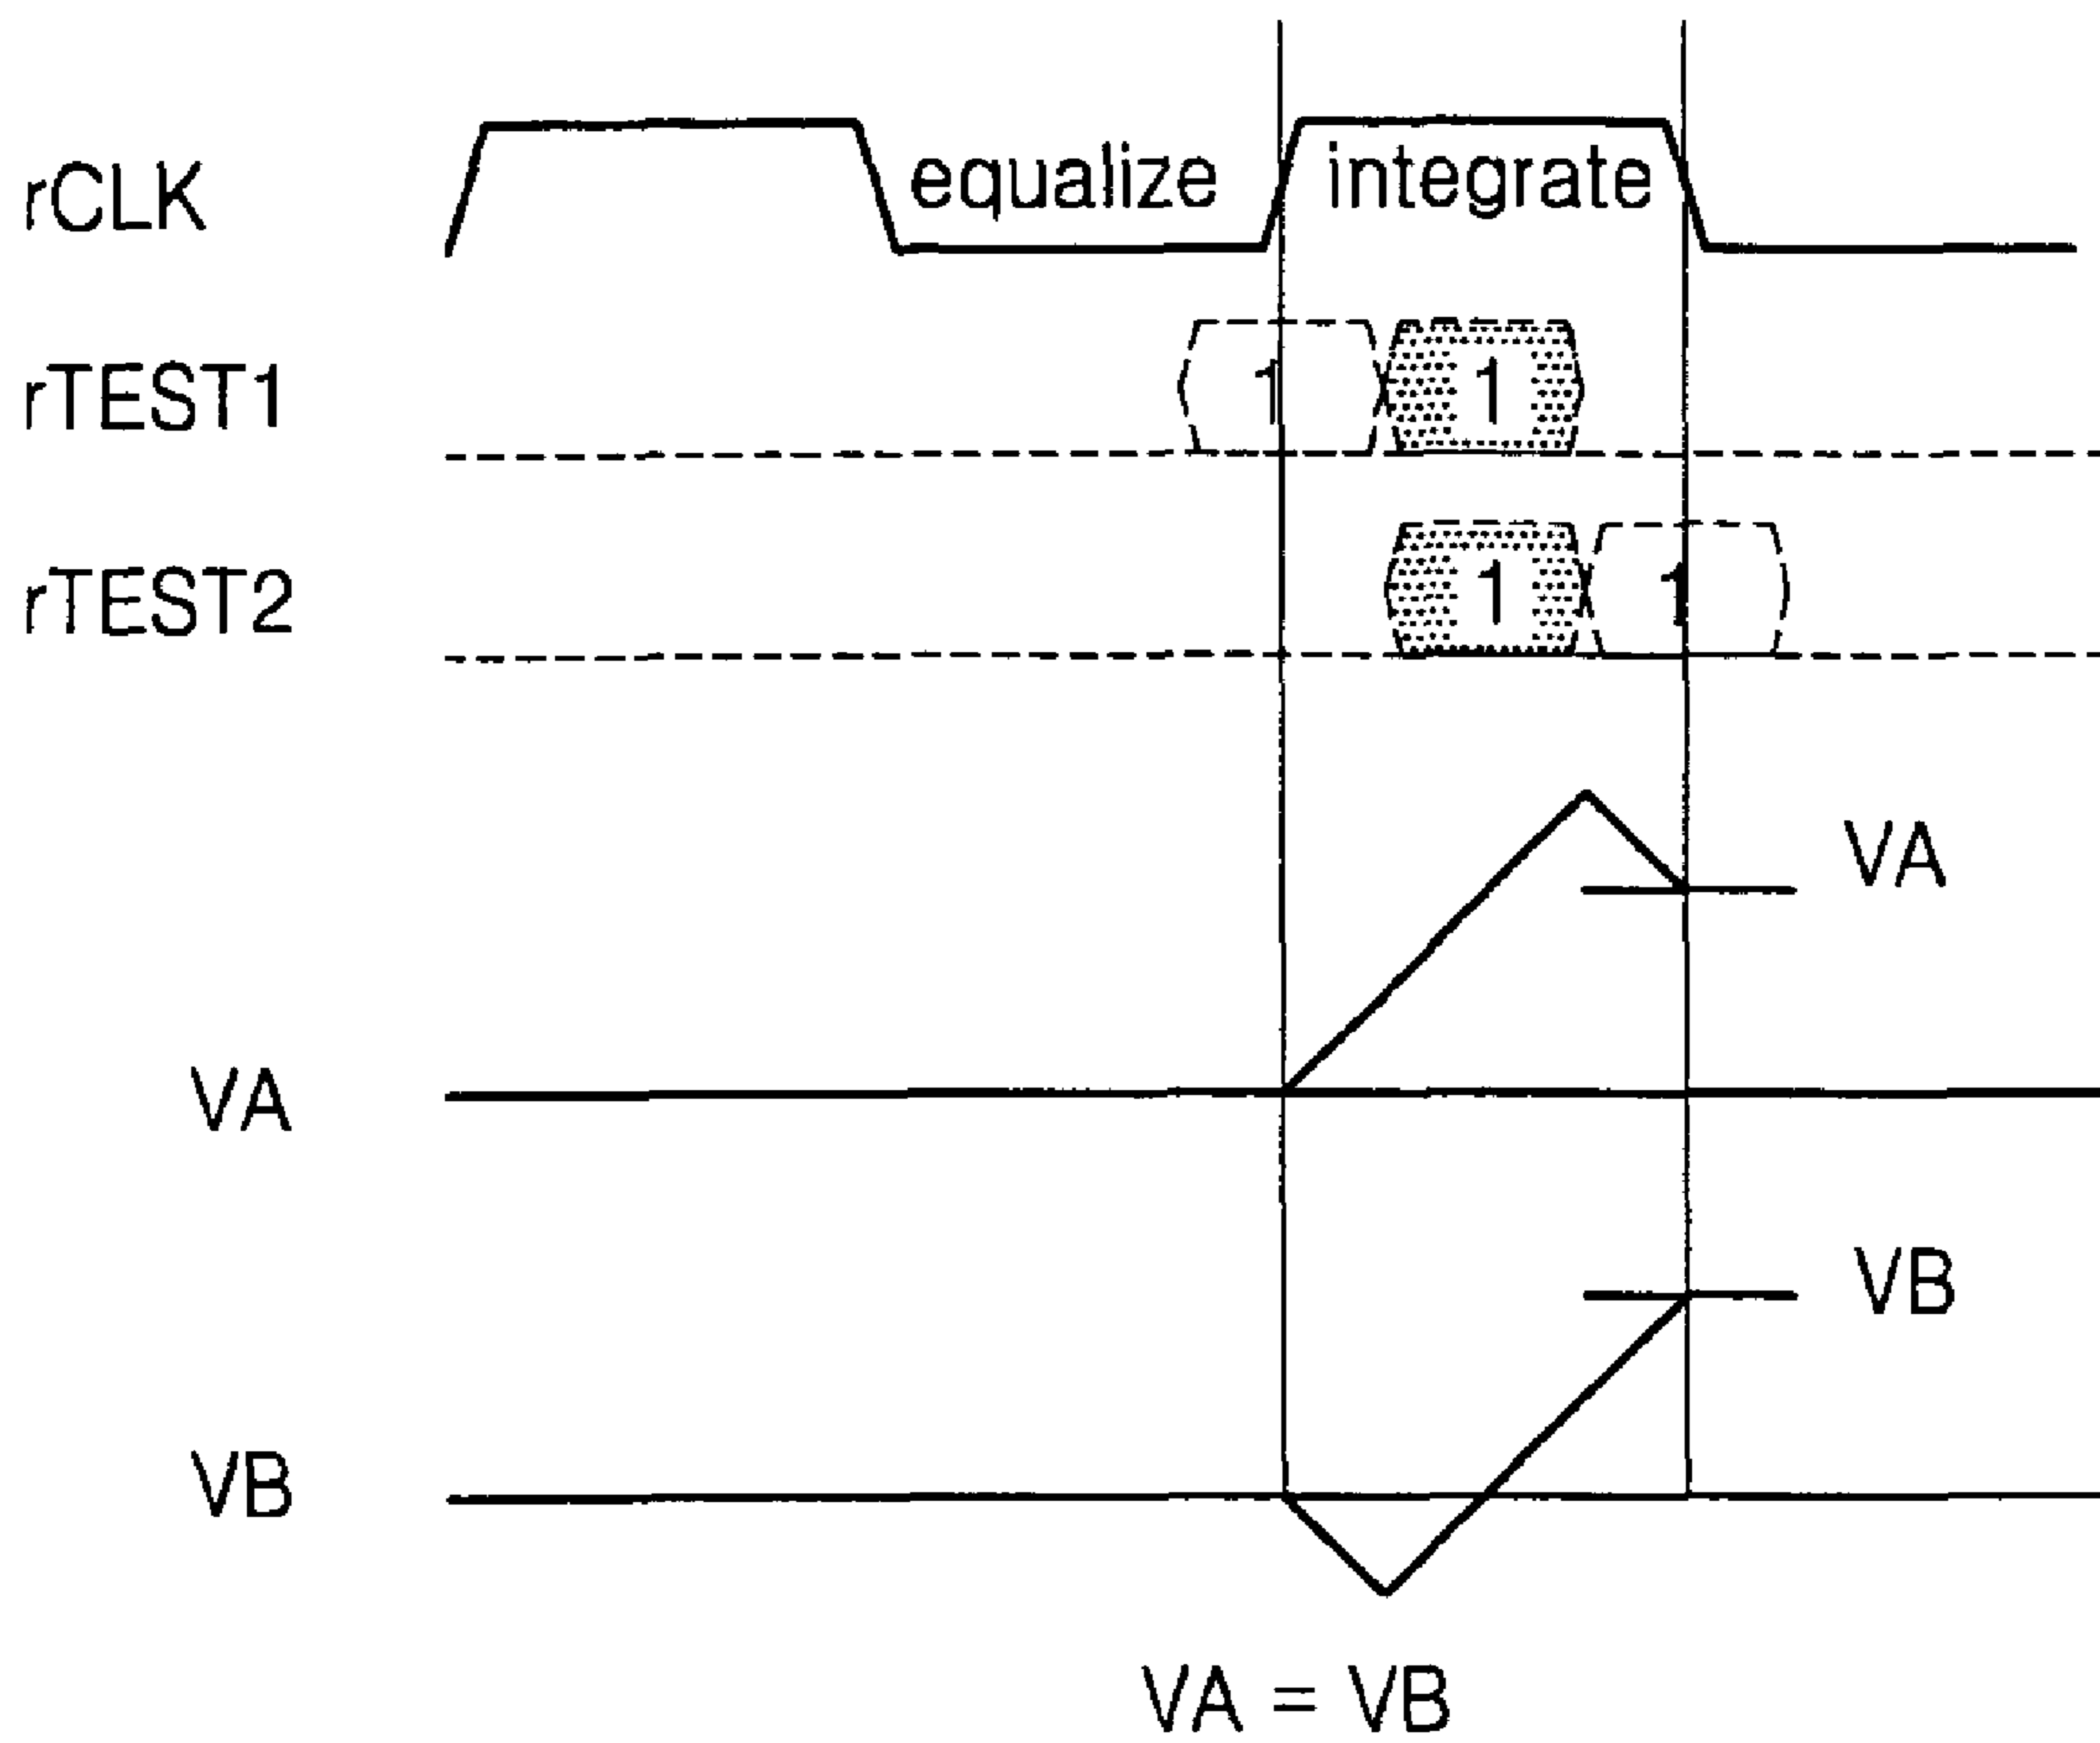 rCLK equalize integrate
rTEST1 1 1
rTEST2 1 1
VA
VA
VB
VB
VA = VB